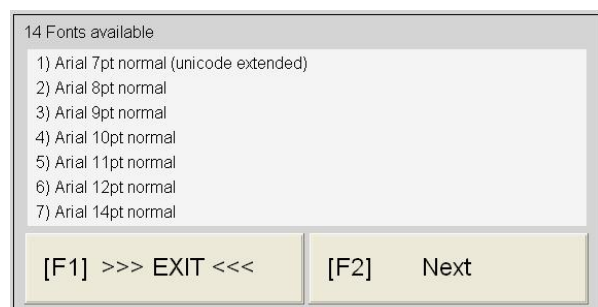 14 Fonts available
1) Arial 7pt normal (unicode extended)
2) Arial 8pt normal
3) Arial 9pt normal
4) Arial 10pt normal
5) Arial 11pt normal
6) Arial 12pt normal
7) Arial 14pt normal
[F1] >>> EXIT <<< [F2] Next